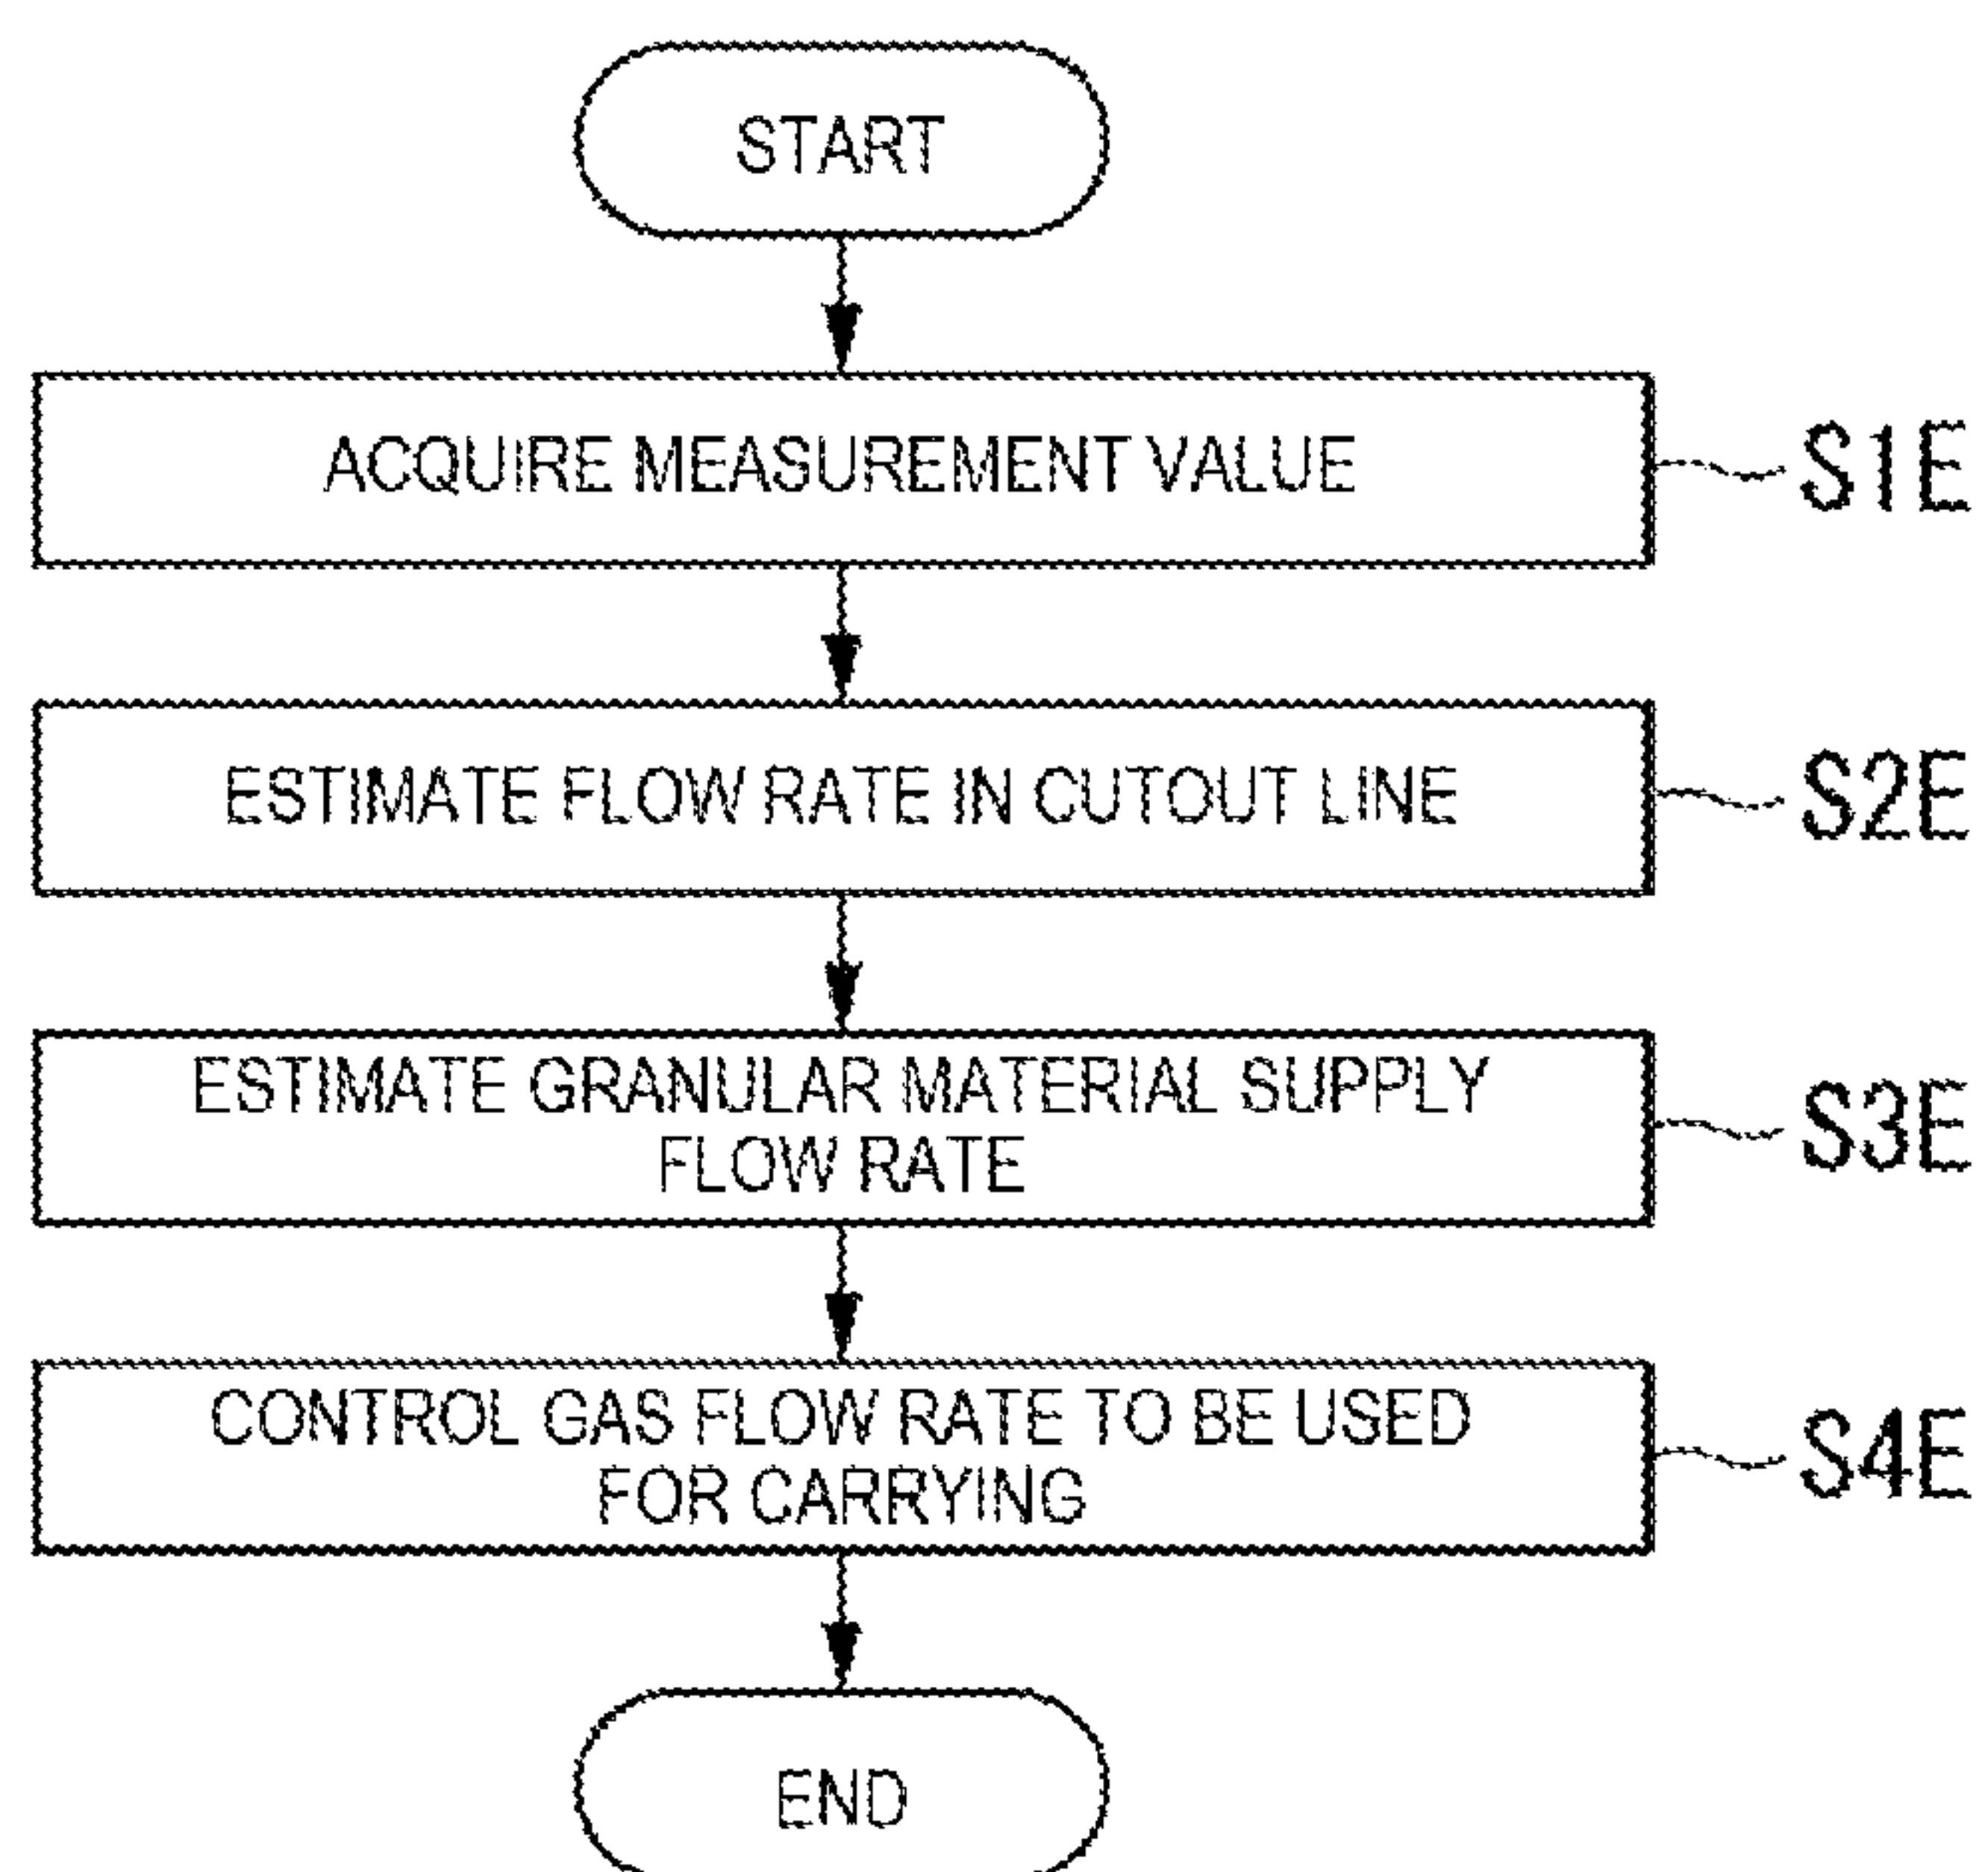 START
ACQUIRE MEASUREMENT VALUE
S1E
ESTIMATE FLOW RATE IN CUTOUT LINE
S2E
ESTIMATE GRANULAR MATERIAL SUPPLY
FLOW RATE
S3E
CONTROL GAS FLOW RATE TO BE USED
FOR CARRYING
S4E
END